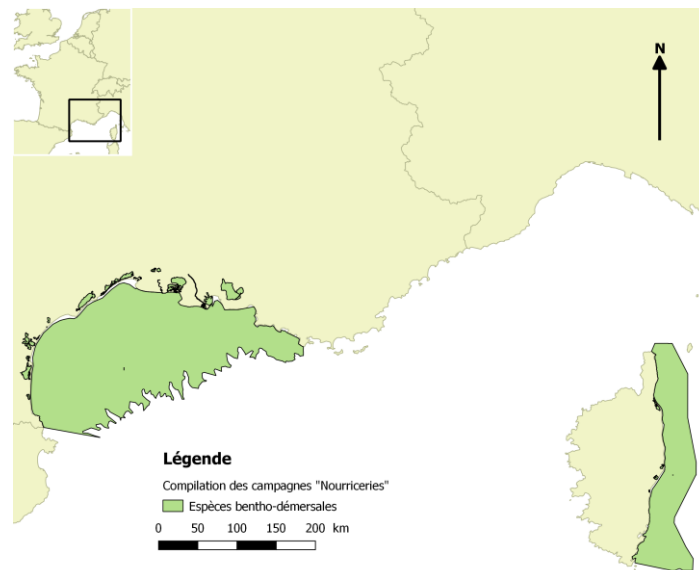 N
Légende
Compilation des campagnes "Nourriceries"
Espèces bentho-démersales
0 50 100 150 200 km